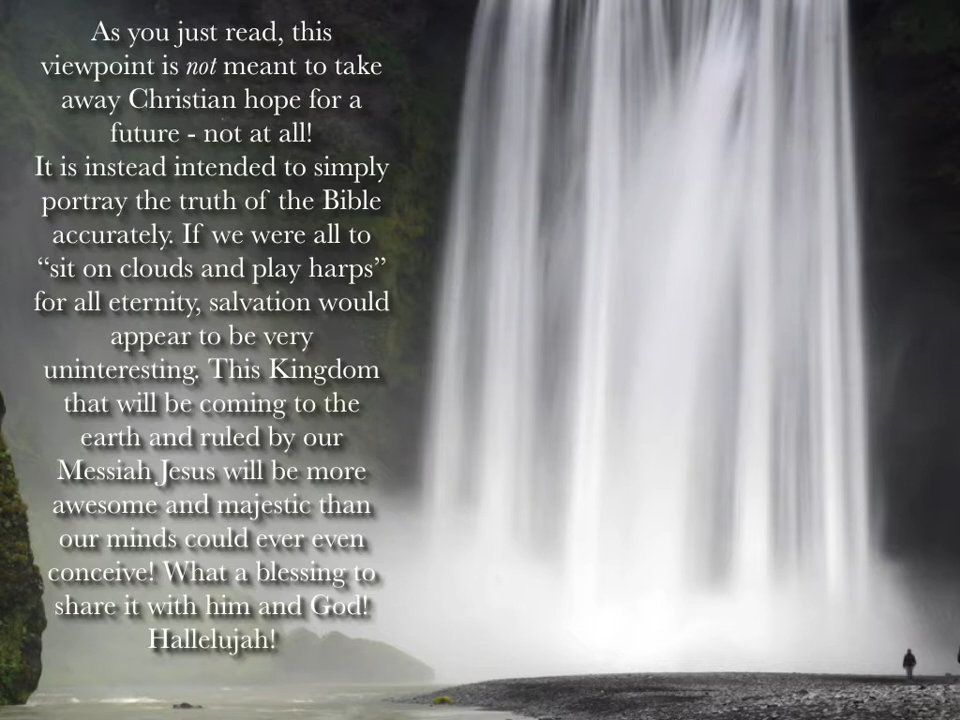 As you just read, this
viewpoint is not meant to take
away Christian hope for a
future - not at all!
It is instead intended to simply
portray the truth of the Bible
accurately. If we were all to
“sit on clouds and play harps”
for all eternity, salvation would
appear to be very
uninteresting. This Kingdom
that will be coming to the
earth and ruled by our
Messiah Jesus will be more
awesome and majestic than
our minds could ever even
conceive! What a blessing to
share it with him and God!
Hallelujah!